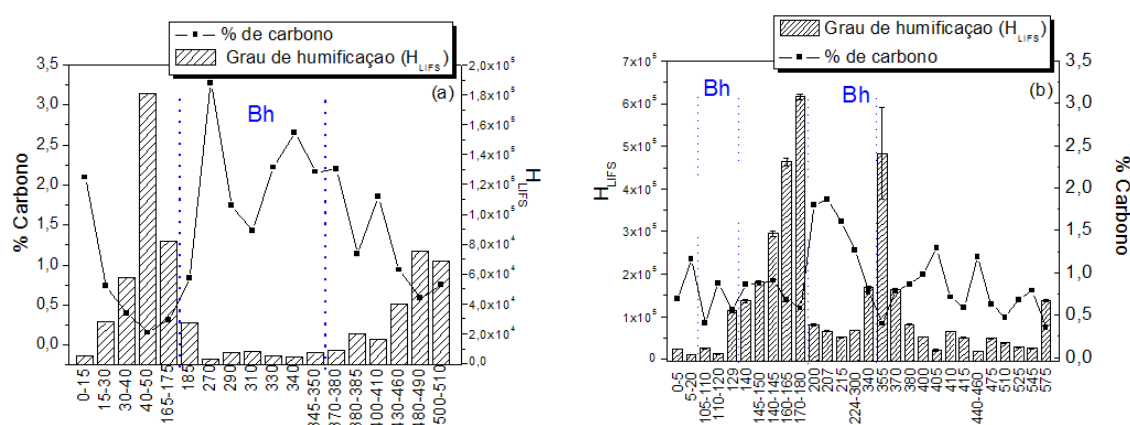 % de carbono
Grau de humificaçao (H_LIFS)
(a)
Bh
% Carbono
3,5
3,0
2,5
2,0
1,5
1,0
0,5
0,0
2,0x10⁵
1,8x10⁵
1,6x10⁵
1,4x10⁵
1,2x10⁵
1,0x10⁵
8,0x10⁴
6,0x10⁴
4,0x10⁴
2,0x10⁴
0,0
H_LIFS
0-15
15-30
30-40
40-50
165-175
185
270
290
310
330
340
345-350
370-380
380-385
400-410
430-460
480-490
500-510
Grau de humificaçao (H_LIFS)
% de carbono
(b)
Bh
Bh
H_LIFS
7x10⁵
6x10⁵
5x10⁵
4x10⁵
3x10⁵
2x10⁵
1x10⁵
0
3,5
3,0
2,5
2,0
1,5
1,0
0,5
0,0
% Carbono
0-5
5-20
105-110
110-120
129
140
145-150
140-145
160-165
170-180
200
207
215
224-300
340
355
370
380
400
405
410
415
440-460
475
510
525
545
575